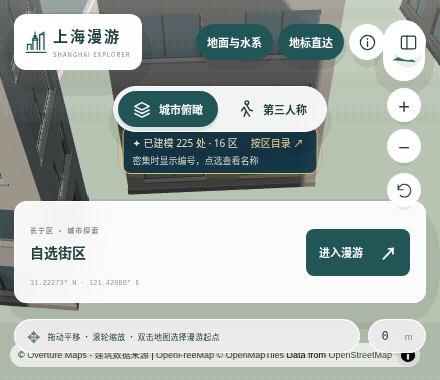 上海漫游
SHANGHAI EXPLORER
地面与水系
地标直达
城市俯瞰
第三人称
✦ 已建模 225 处 · 16 区 按区目录 ↗
密集时显示编号，点选查看名称
长宁区 · 城市探索
自选街区
31.22273° N · 121.42980° E
进入漫游 ↗
拖动平移 · 滚轮缩放 · 双击地图选择漫游起点
0 m
© Overture Maps · 建筑数据来源 | OpenFreeMap © OpenMapTiles Data from OpenStreetMap